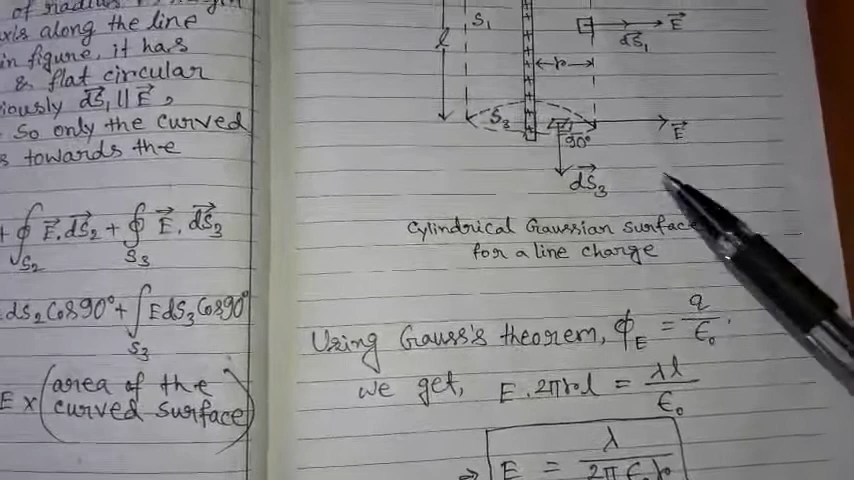 of radius
axis along the line
in figure, it has
& flat circular
iously dS₁ || E,
So only the curved
s towards the
+ ∮S₂ E. dS₂ + ∮S₃ E. dS₃
ds₂ Cos90° + ∫S₃ E dS₃ Cos90°
E × (area of the
curved surface)
S₁
E
dS₁
l
r
S₃
90°
E
dS₃
Cylindrical Gaussian surface
for a line charge
Using Gauss's theorem, ϕE = q/ϵ₀.
we get, E. 2πrl = λl/ϵ₀
⇒ E = λ/2πϵ₀r